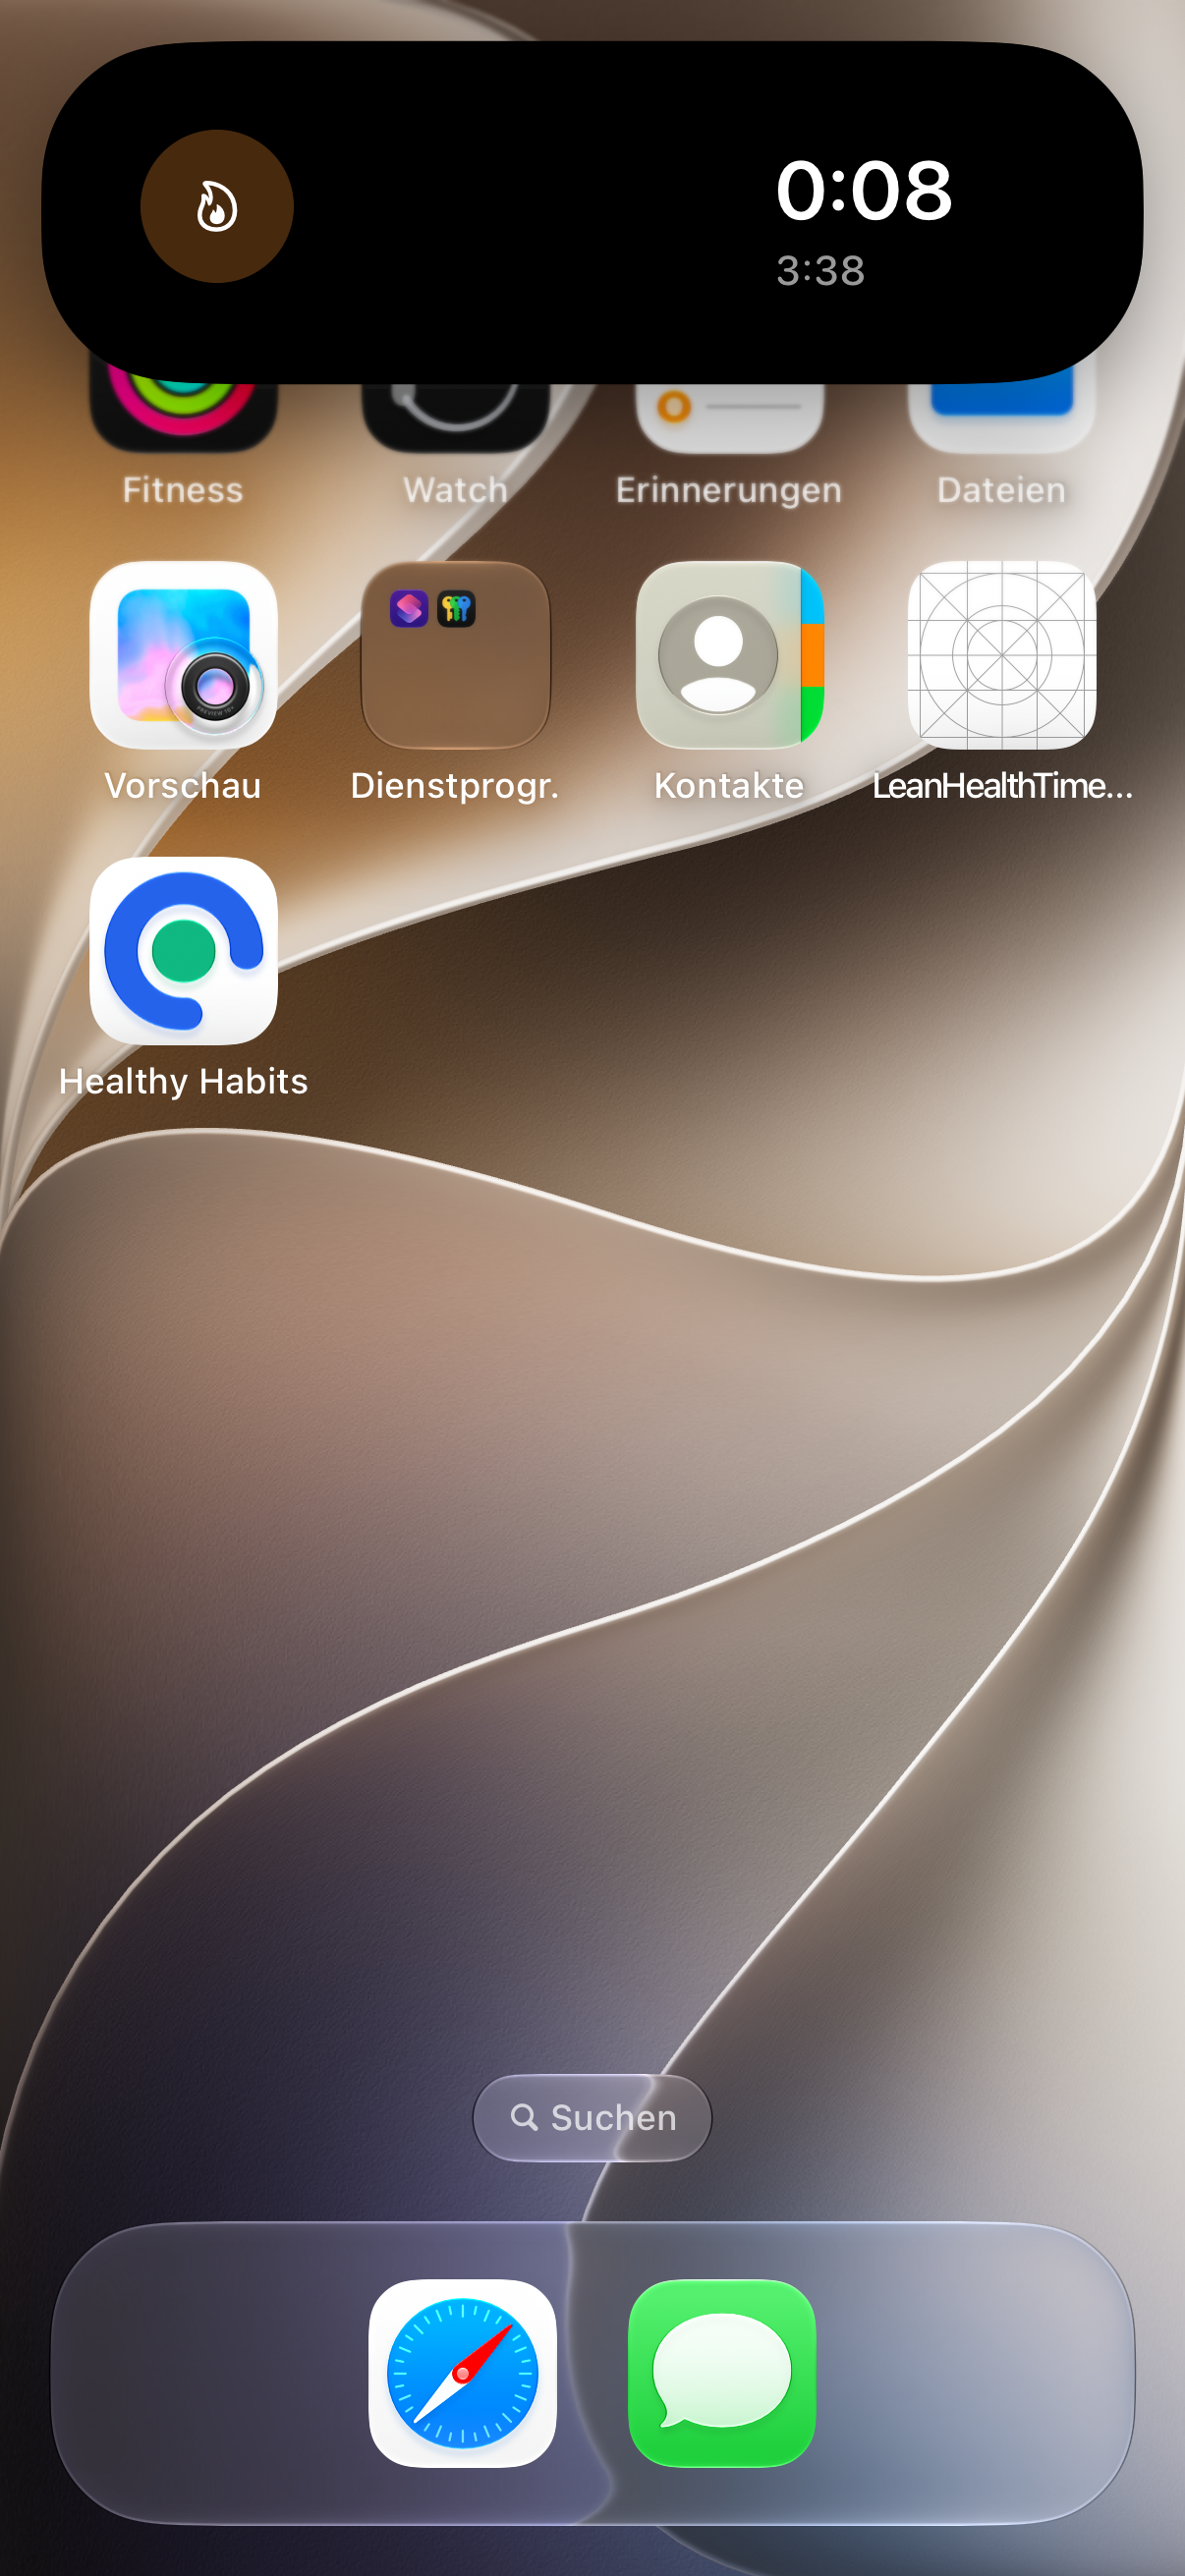 0:08
3:38
Fitness
Watch
Erinnerungen
Dateien
Vorschau
Dienstprogr.
Kontakte
LeanHealthTime...
Healthy Habits
Suchen